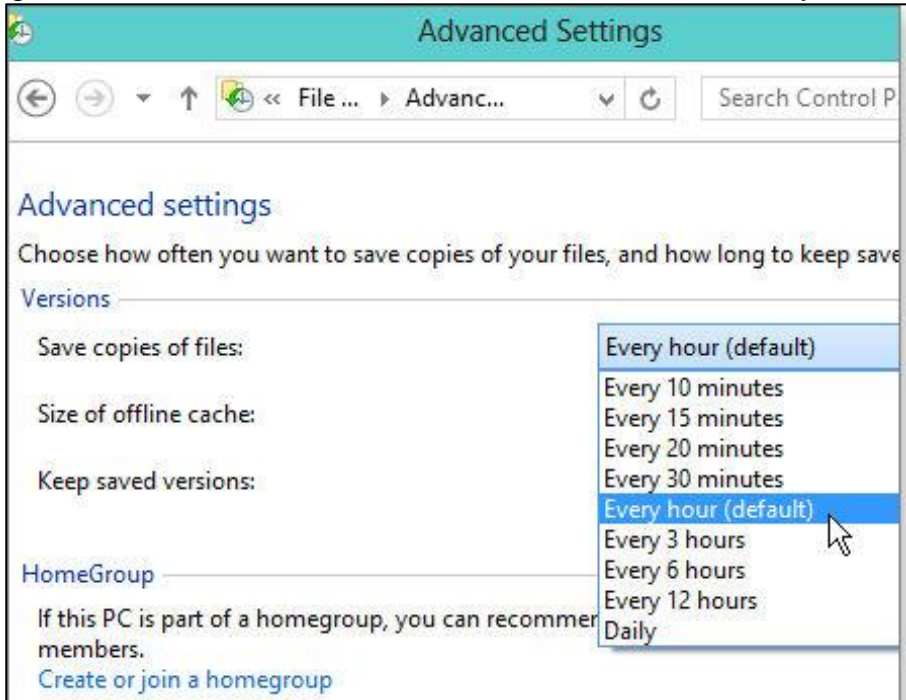 Advanced Settings
« File ... Advanc... Search Control P
Advanced settings
Choose how often you want to save copies of your files, and how long to keep save
Versions
Save copies of files: Every hour (default)
Every 10 minutes
Size of offline cache: Every 15 minutes
Every 20 minutes
Keep saved versions: Every 30 minutes
Every hour (default)
Every 3 hours
HomeGroup Every 6 hours
If this PC is part of a homegroup, you can recommen Every 12 hours
members. Daily
Create or join a homegroup